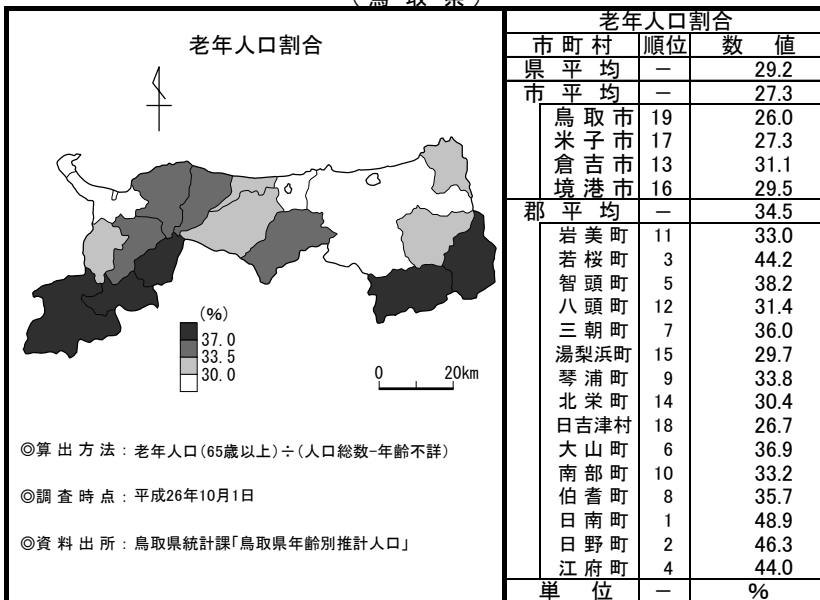 （鳥取県）
老年人口割合
(%)
37.0
33.5
30.0
0 20km
◎算出方法：老年人口(65歳以上)÷(人口総数-年齢不詳)
◎調査時点：平成26年10月1日
◎資料出所：鳥取県統計課「鳥取県年齢別推計人口」
老年人口割合
市町村 順位 数値
県平均 － 29.2
市平均 － 27.3
鳥取市 19 26.0
米子市 17 27.3
倉吉市 13 31.1
境港市 16 29.5
郡平均 － 34.5
岩美町 11 33.0
若桜町 3 44.2
智頭町 5 38.2
八頭町 12 31.4
三朝町 7 36.0
湯梨浜町 15 29.7
琴浦町 9 33.8
北栄町 14 30.4
日吉津村 18 26.7
大山町 6 36.9
南部町 10 33.2
伯耆町 8 35.7
日南町 1 48.9
日野町 2 46.3
江府町 4 44.0
単位 － %